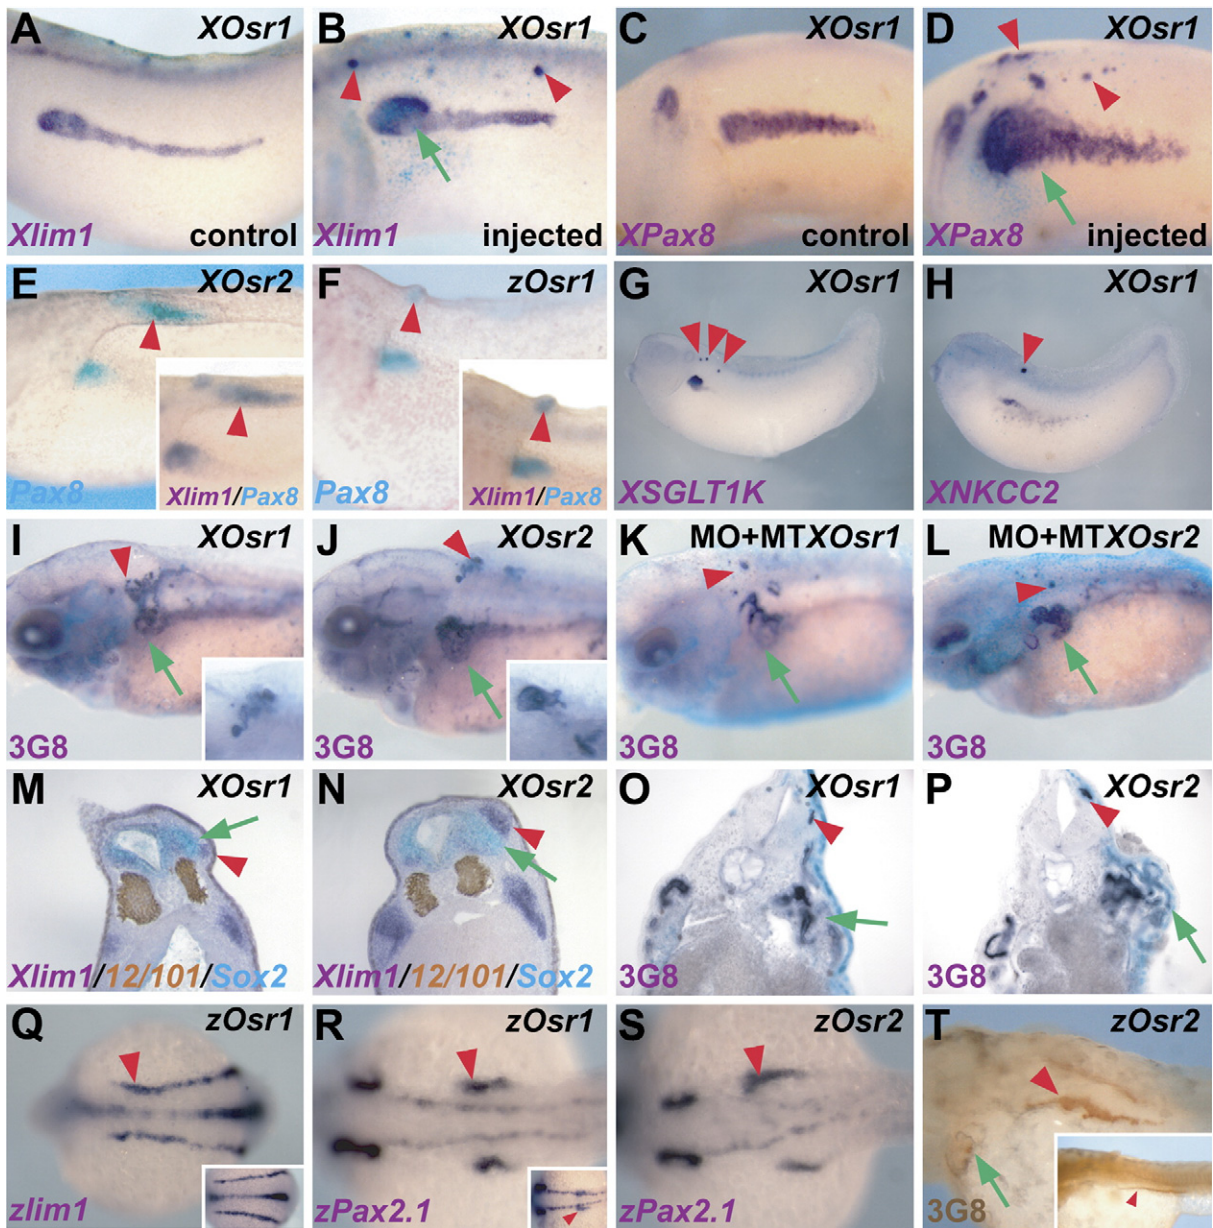 A XOsr1
Xlim1 control
B XOsr1
Xlim1 injected
C XOsr1
XPax8 control
D XOsr1
XPax8 injected
E XOsr2
Pax8
Xlim1/Pax8
F zOsr1
Pax8
Xlim1/Pax8
G XOsr1
XSGLT1K
H XOsr1
XNKCC2
I XOsr1
3G8
J XOsr2
3G8
K MO+MTXOsr1
3G8
L MO+MTXOsr2
3G8
M XOsr1
Xlim1/12/101/Sox2
N XOsr2
Xlim1/12/101/Sox2
O XOsr1
3G8
P XOsr2
3G8
Q zOsr1
zlim1
R zOsr1
zPax2.1
S zOsr2
zPax2.1
T zOsr2
3G8